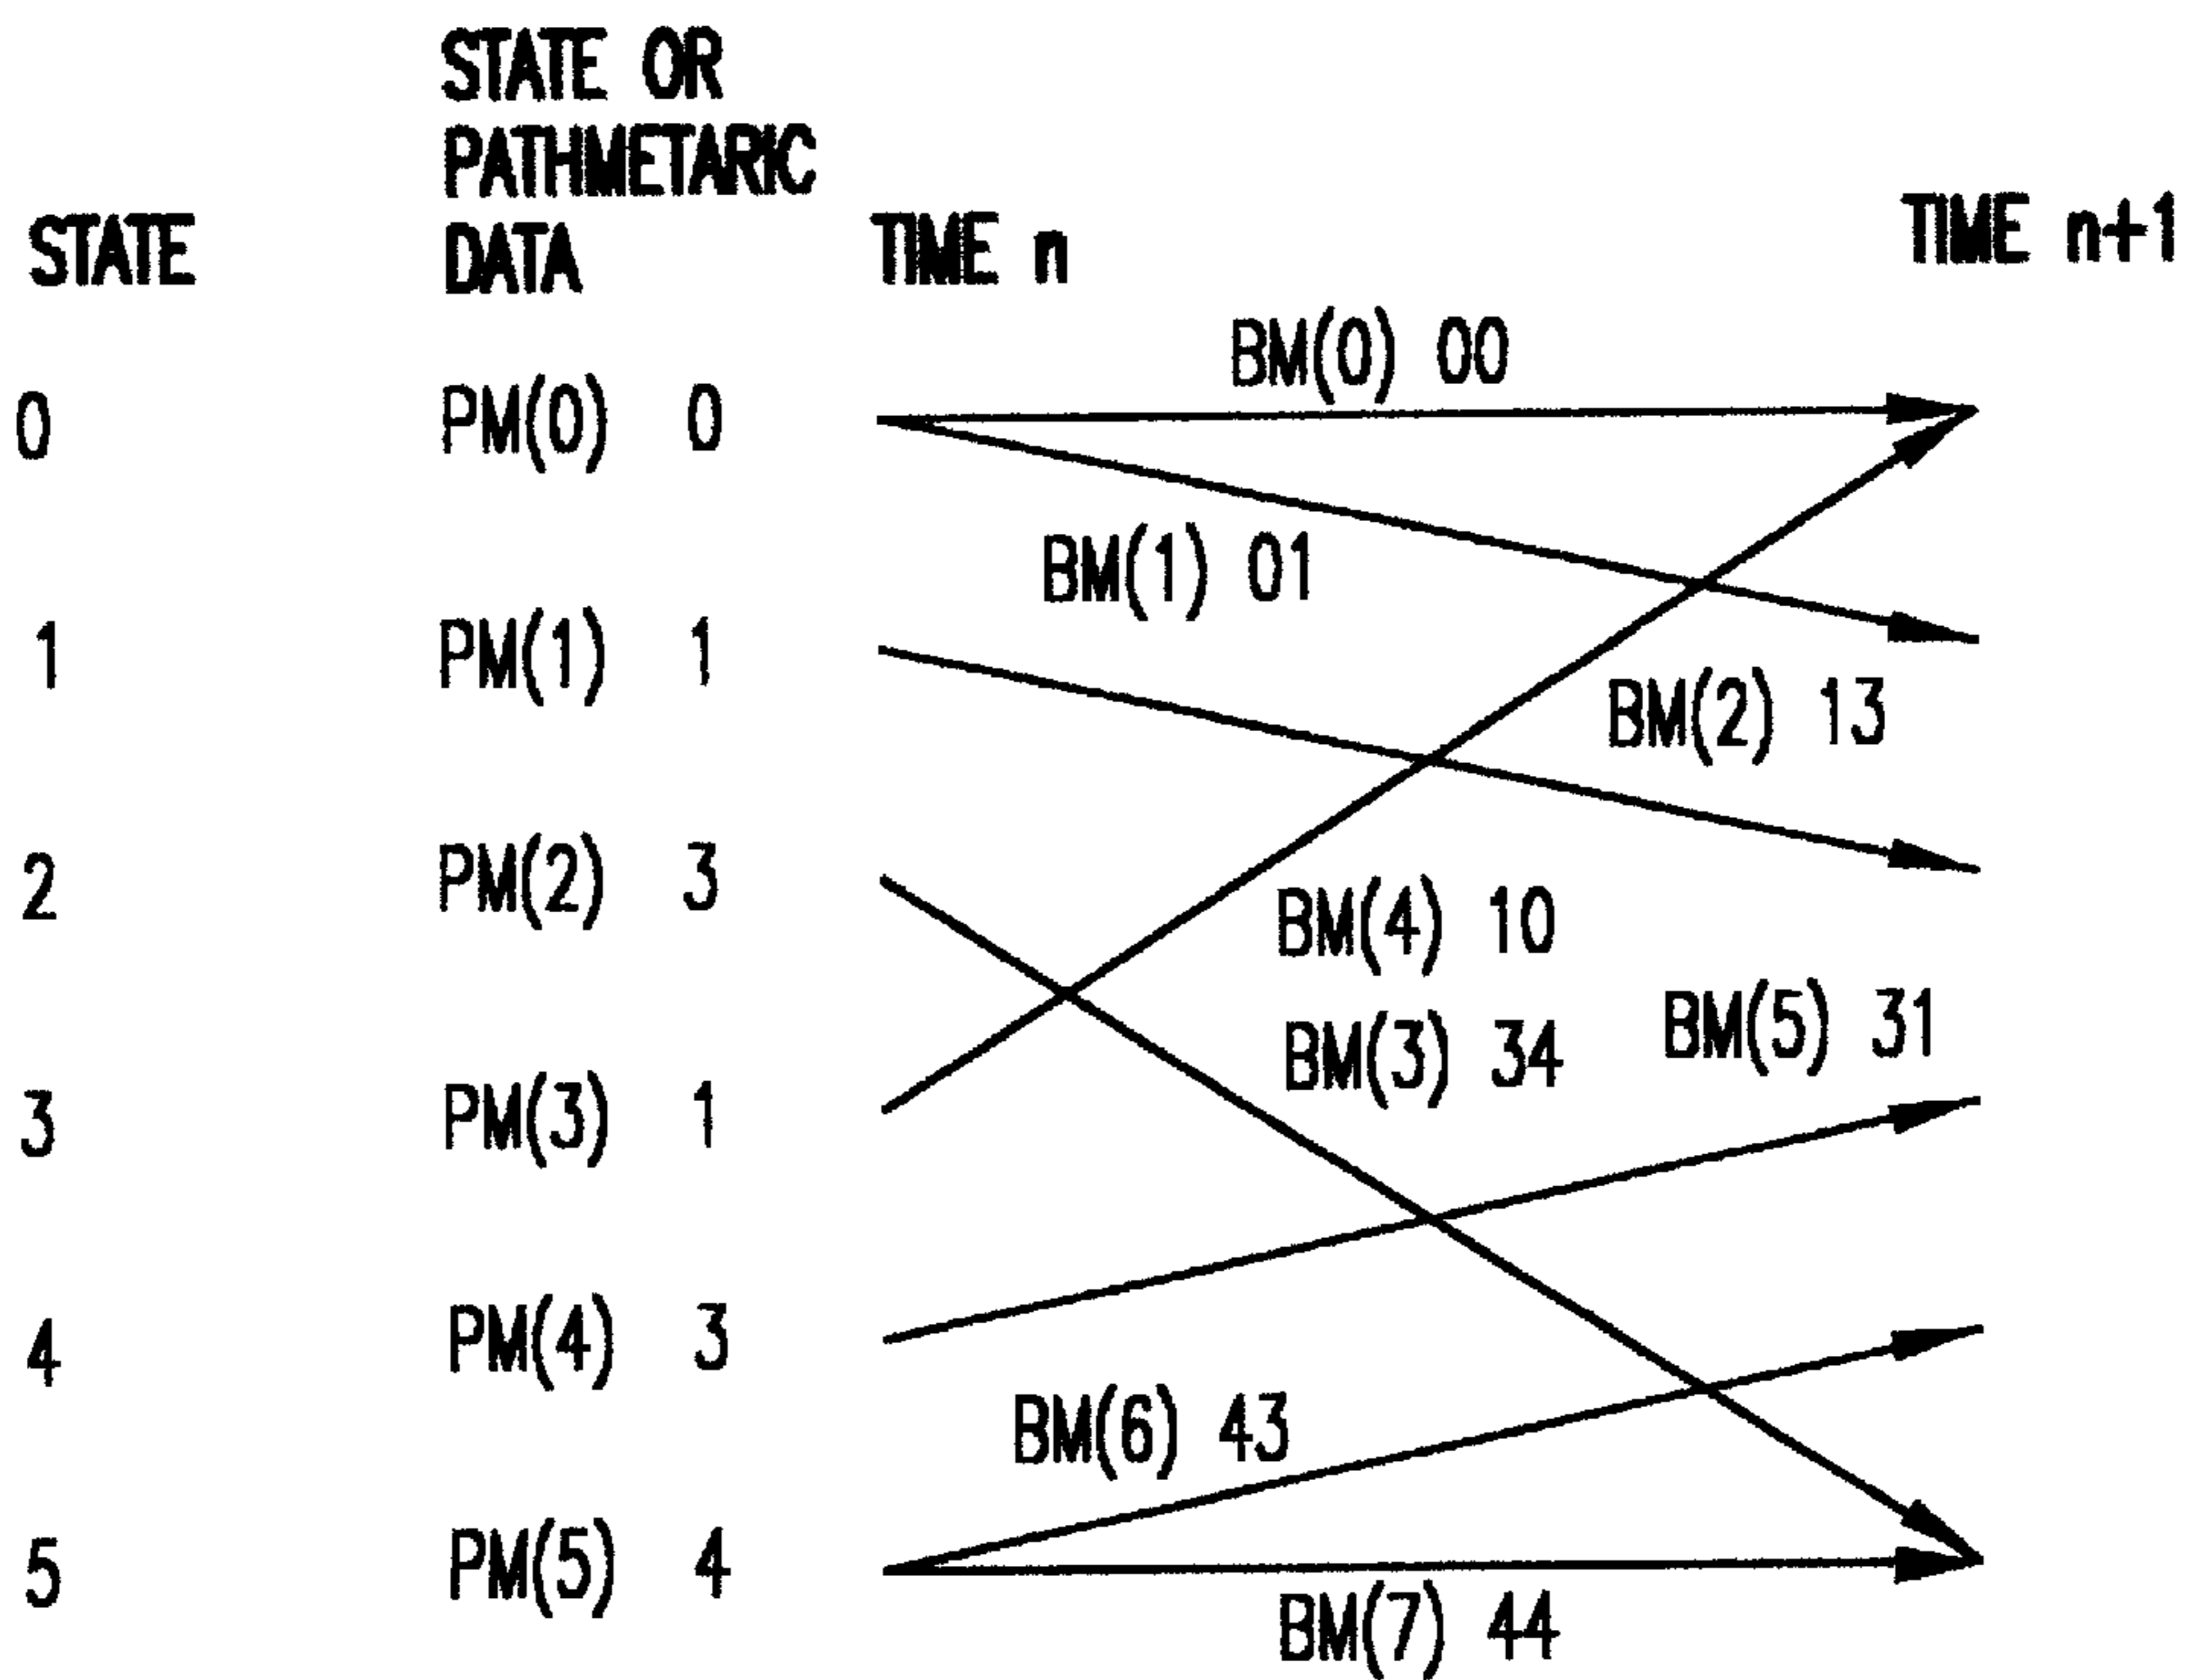 STATE OR
PATHMETARIC
DATA
STATE
TIME n
TIME n+1
BM(0) 00
0 PM(0) 0
BM(1) 01
1 PM(1) 1
BM(2) 13
2 PM(2) 3
BM(4) 10
BM(3) 34
BM(5) 31
3 PM(3) 1
4 PM(4) 3
BM(6) 43
5 PM(5) 4
BM(7) 44